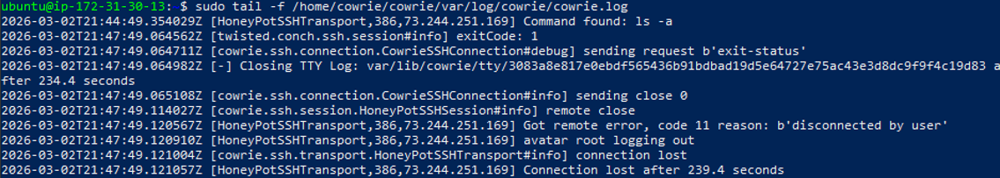 ubuntu@ip-172-31-30-13:~$ sudo tail -f /home/cowrie/cowrie/var/log/cowrie/cowrie.log
2026-03-02T21:44:49.354029Z [HoneyPotSSHTransport,386,73.244.251.169] Command found: ls -a
2026-03-02T21:47:49.064562Z [twisted.conch.ssh.session#info] exitCode: 1
2026-03-02T21:47:49.064711Z [cowrie.ssh.connection.CowrieSSHConnection#debug] sending request b'exit-status'
2026-03-02T21:47:49.064982Z [-] Closing TTY Log: var/lib/cowrie/tty/3083a8e817e0ebdf565436b91bdbad19d5e64727e75ac43e3d8dc9f9f4c19d83 a
fter 234.4 seconds
2026-03-02T21:47:49.065108Z [cowrie.ssh.connection.CowrieSSHConnection#info] sending close 0
2026-03-02T21:47:49.114027Z [cowrie.ssh.session.HoneyPotSSHSession#info] remote close
2026-03-02T21:47:49.120567Z [HoneyPotSSHTransport,386,73.244.251.169] Got remote error, code 11 reason: b'disconnected by user'
2026-03-02T21:47:49.120910Z [HoneyPotSSHTransport,386,73.244.251.169] avatar root logging out
2026-03-02T21:47:49.121004Z [cowrie.ssh.transport.HoneyPotSSHTransport#info] connection lost
2026-03-02T21:47:49.121057Z [HoneyPotSSHTransport,386,73.244.251.169] Connection lost after 239.4 seconds